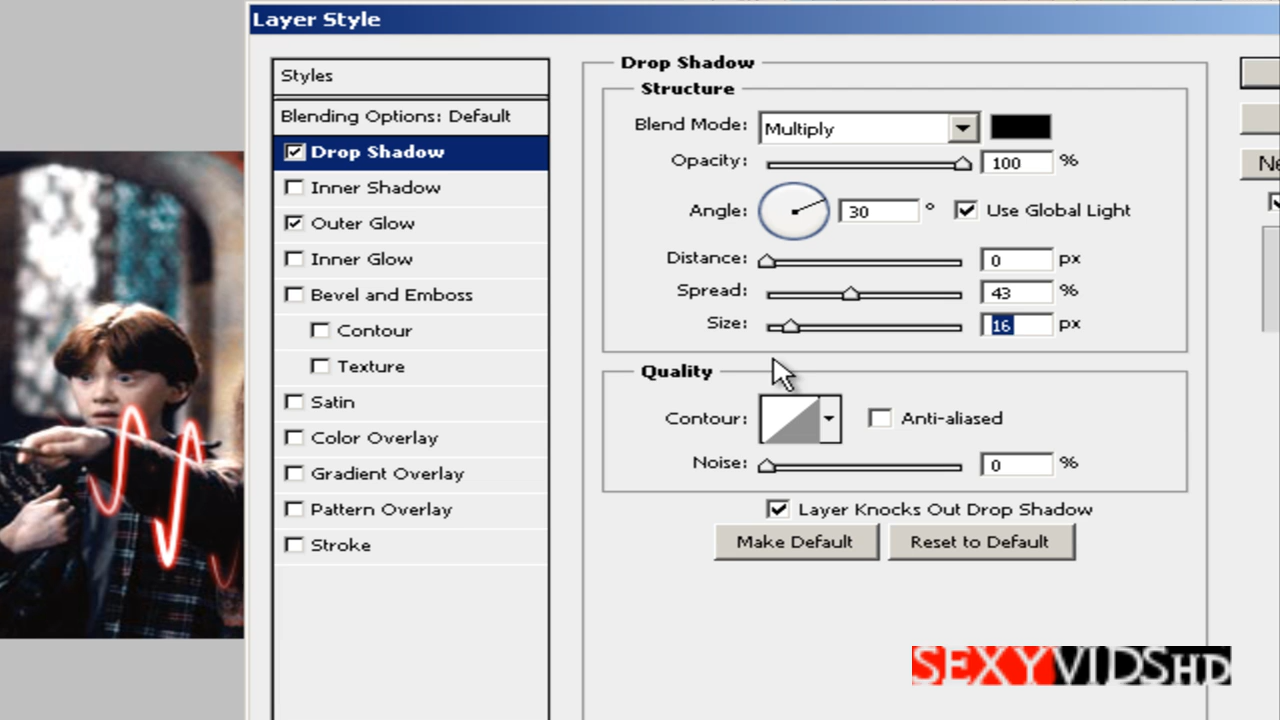 Layer Style
Styles
Blending Options: Default
Drop Shadow
Inner Shadow
Outer Glow
Inner Glow
Bevel and Emboss
Contour
Texture
Satin
Color Overlay
Gradient Overlay
Pattern Overlay
Stroke
Drop Shadow
Structure
Blend Mode: Multiply
Opacity: 100 %
Angle: 30 ° Use Global Light
Distance: 0 px
Spread: 43 %
Size: 16 px
Quality
Contour: Anti-aliased
Noise: 0 %
Layer Knocks Out Drop Shadow
Make Default Reset to Default
Ne
SEXYVIDSHD